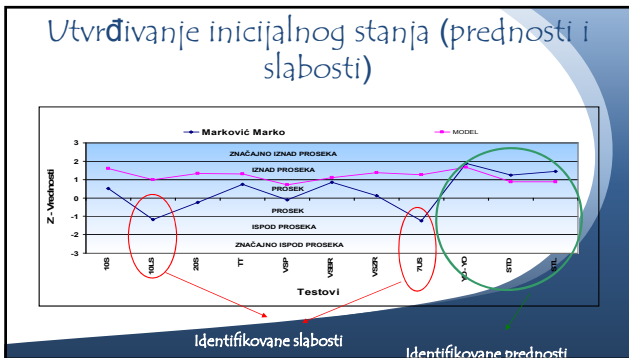 Utvrđivanje inicijalnog stanja (prednosti i
slabosti)
Marković Marko
MODEL
Z - Vrednosti
3
2
1
0
-1
-2
-3
ZNAČAJNO IZNAD PROSEKA
IZNAD PROSEKA
PROSEK
PROSEK
ISPOD PROSEKA
ZNAČAJNO ISPOD PROSEKA
10S
10LS
20S
TT
VSP
VSBR
VSZR
7US
YO-YO
STD
STL
Testovi
Identifikovane slabosti
Identifikovane prednosti